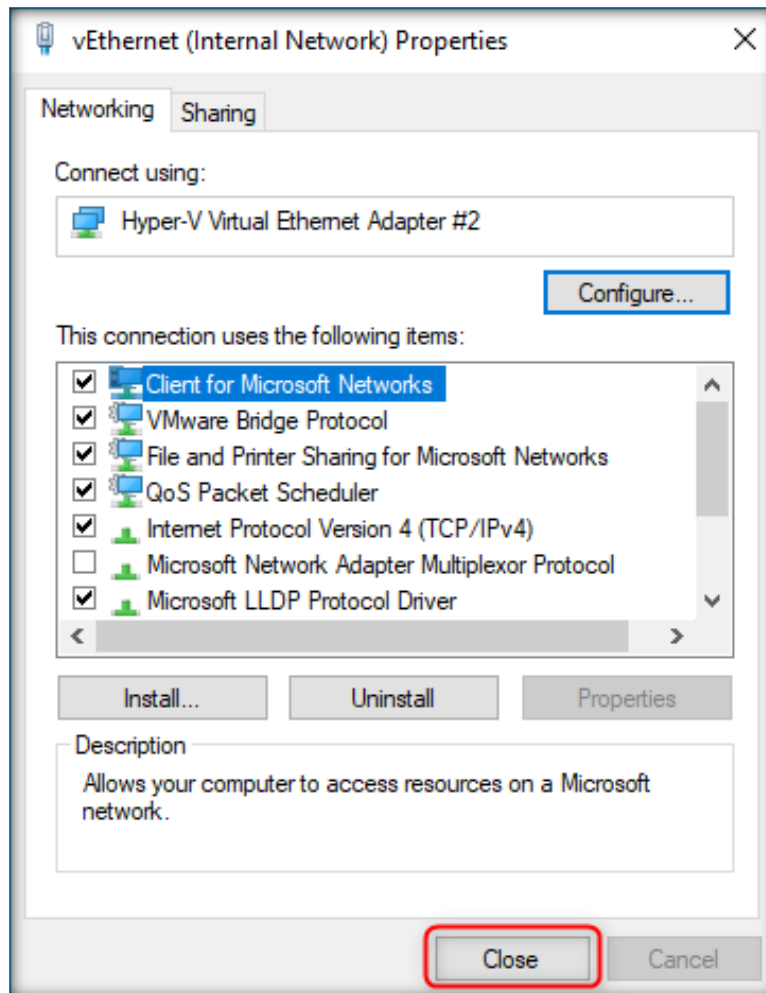 vEthernet (Internal Network) Properties
Networking
Sharing
Connect using:
Hyper-V Virtual Ethernet Adapter #2
Configure...
This connection uses the following items:
Client for Microsoft Networks
VMware Bridge Protocol
File and Printer Sharing for Microsoft Networks
QoS Packet Scheduler
Internet Protocol Version 4 (TCP/IPv4)
Microsoft Network Adapter Multiplexor Protocol
Microsoft LLDP Protocol Driver
Install...
Uninstall
Properties
Description
Allows your computer to access resources on a Microsoft
network.
Close
Cancel